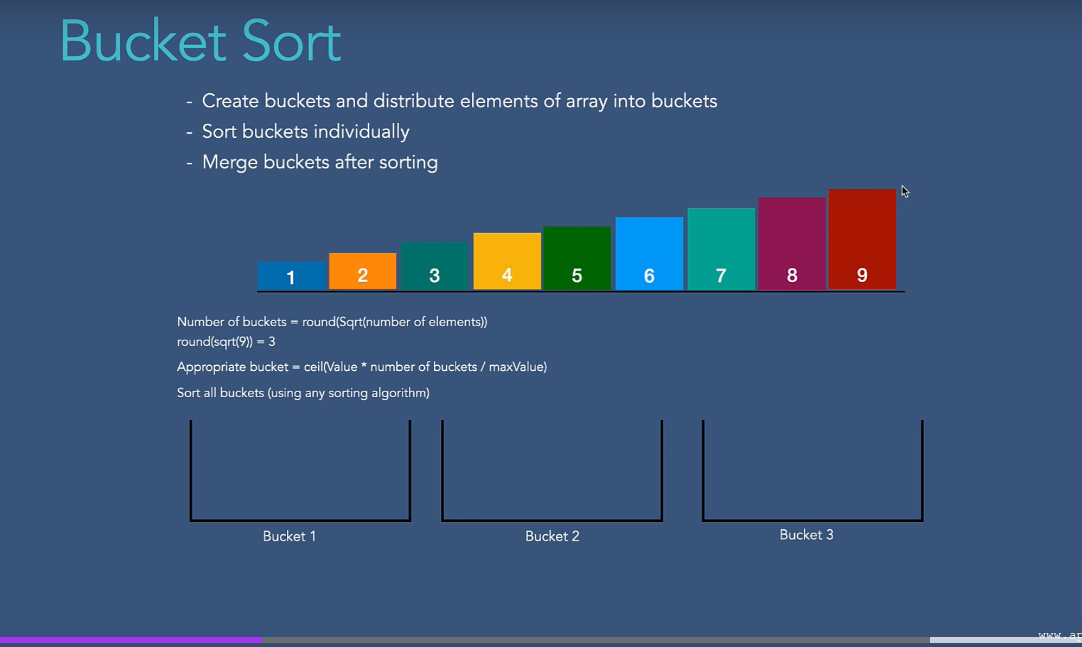 Bucket Sort
- Create buckets and distribute elements of array into buckets
- Sort buckets individually
- Merge buckets after sorting
1 2 3 4 5 6 7 8 9
Number of buckets = round(Sqrt(number of elements))
round(sqrt(9)) = 3
Appropriate bucket = ceil(Value * number of buckets / maxValue)
Sort all buckets (using any sorting algorithm)
Bucket 1 Bucket 2 Bucket 3